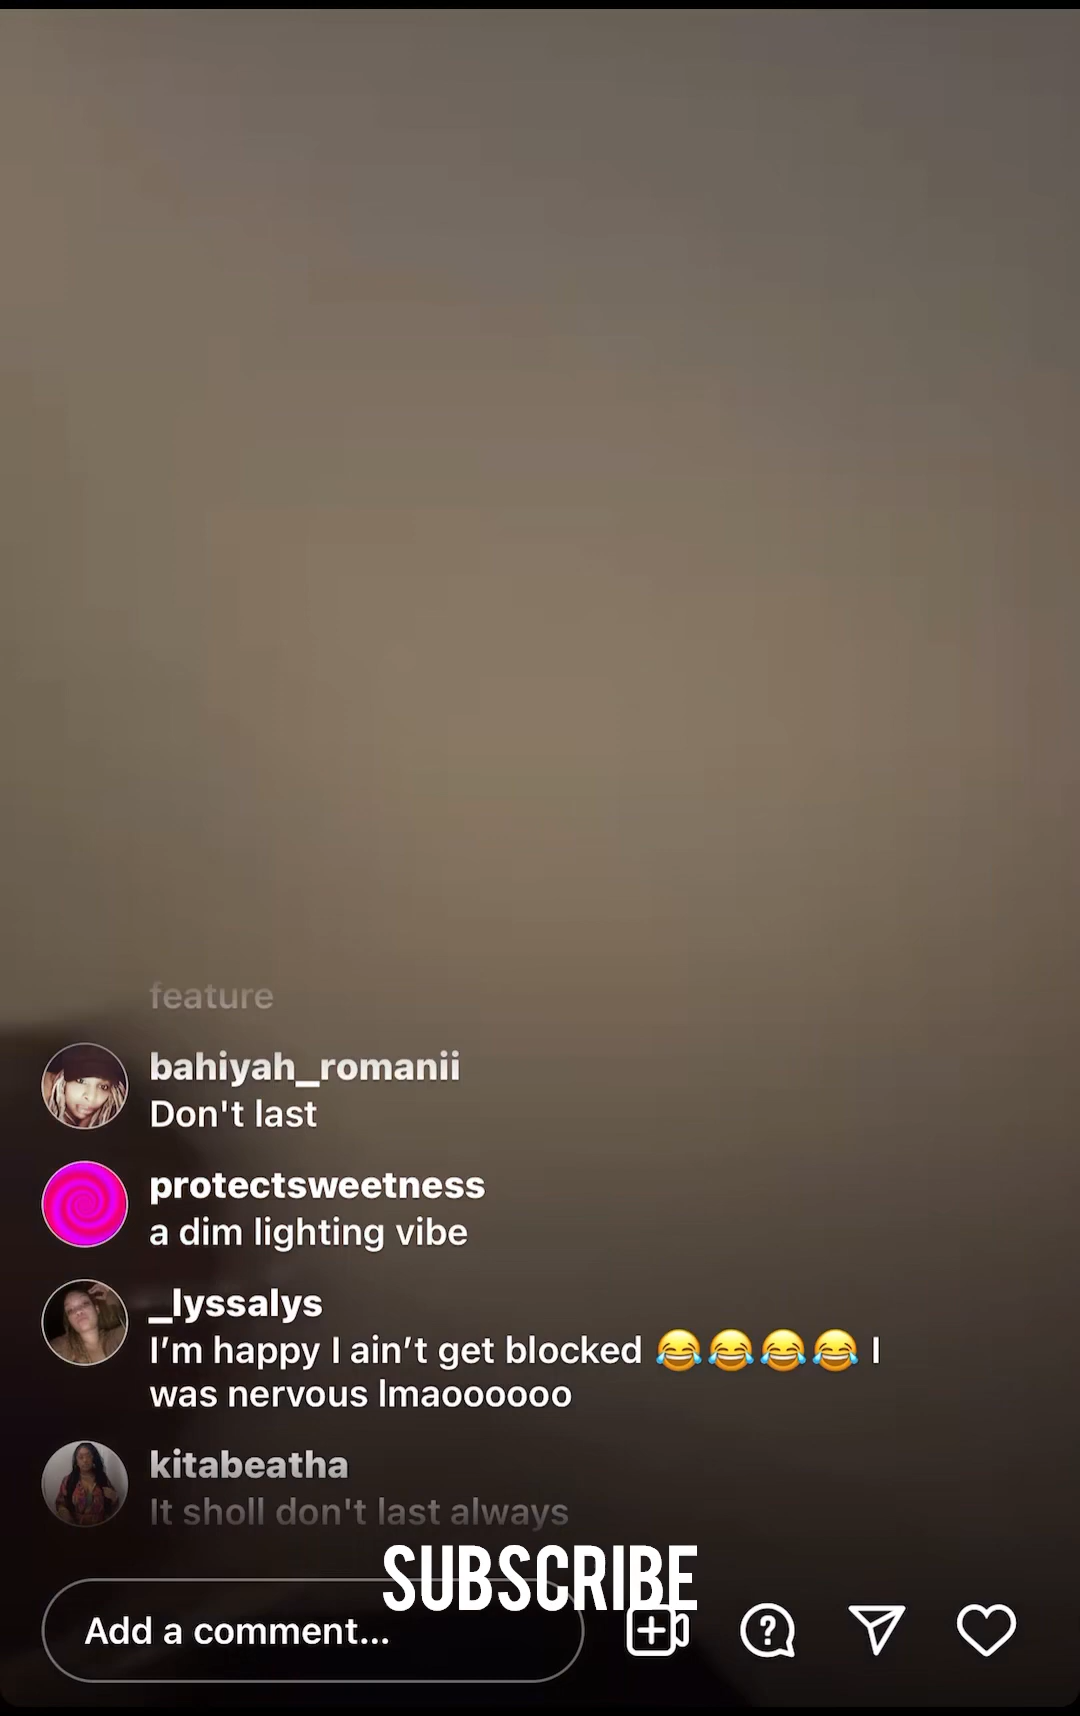 feature
bahiyah_romanii
Don't last
protectsweetness
a dim lighting vibe
_lyssalys
I’m happy I ain’t get blocked 😂😂😂😂 I
was nervous lmaoooooo
kitabeatha
It sholl don't last always
SUBSCRIBE
Add a comment...